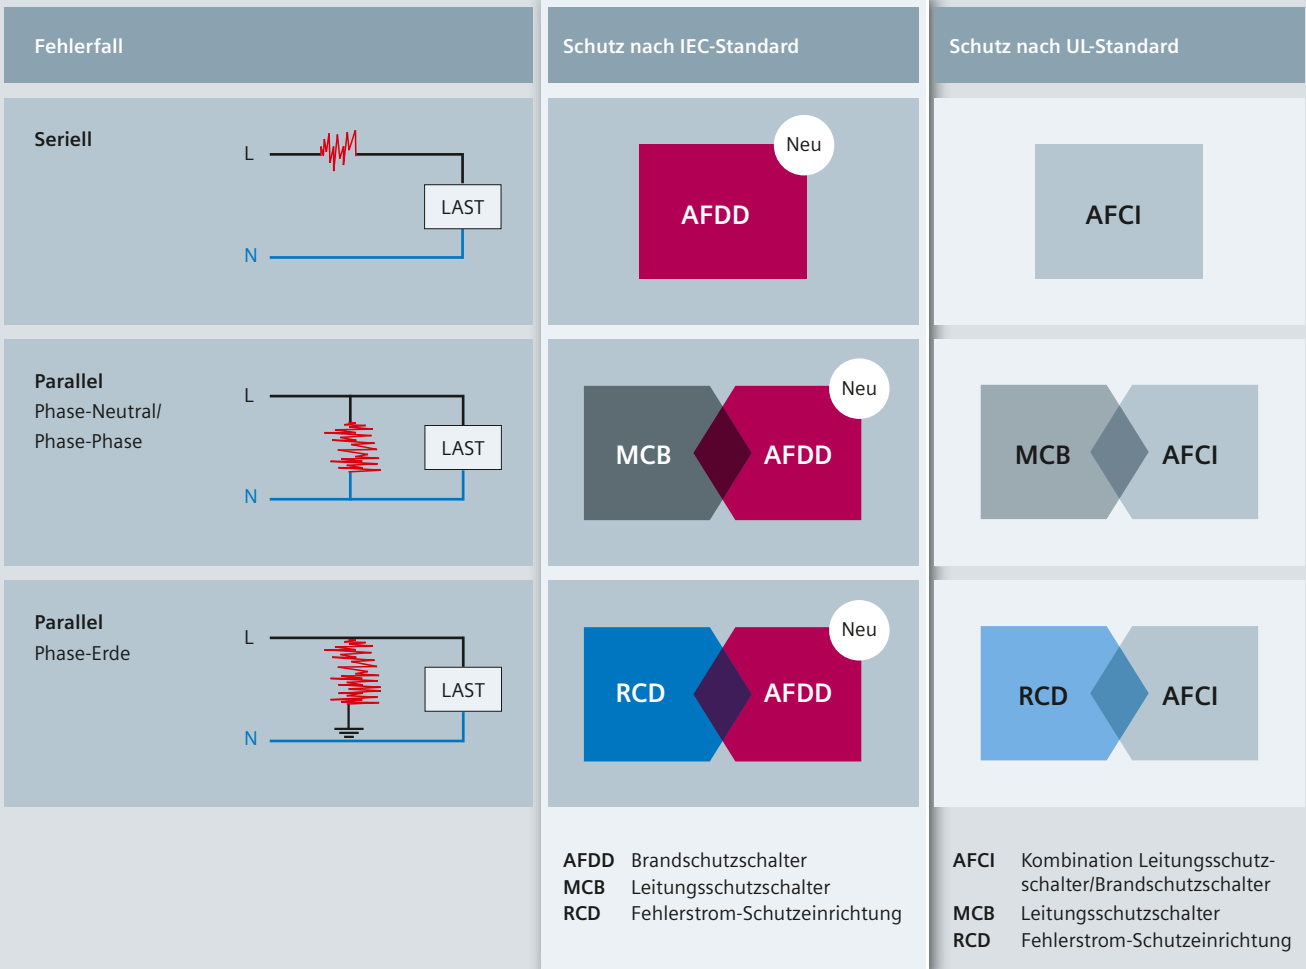 Fehlerfall
Schutz nach IEC-Standard
Schutz nach UL-Standard
Seriell
L
LAST
N
Neu
AFDD
AFCI
Parallel
Phase-Neutral/
Phase-Phase
L
LAST
N
Neu
MCB AFDD
MCB AFCI
Parallel
Phase-Erde
L
LAST
N
Neu
RCD AFDD
RCD AFCI
AFDD Brandschutzschalter
MCB Leitungsschutzschalter
RCD Fehlerstrom-Schutzeinrichtung
AFCI Kombination Leitungsschutz-
schalter/Brandschutzschalter
MCB Leitungsschutzschalter
RCD Fehlerstrom-Schutzeinrichtung